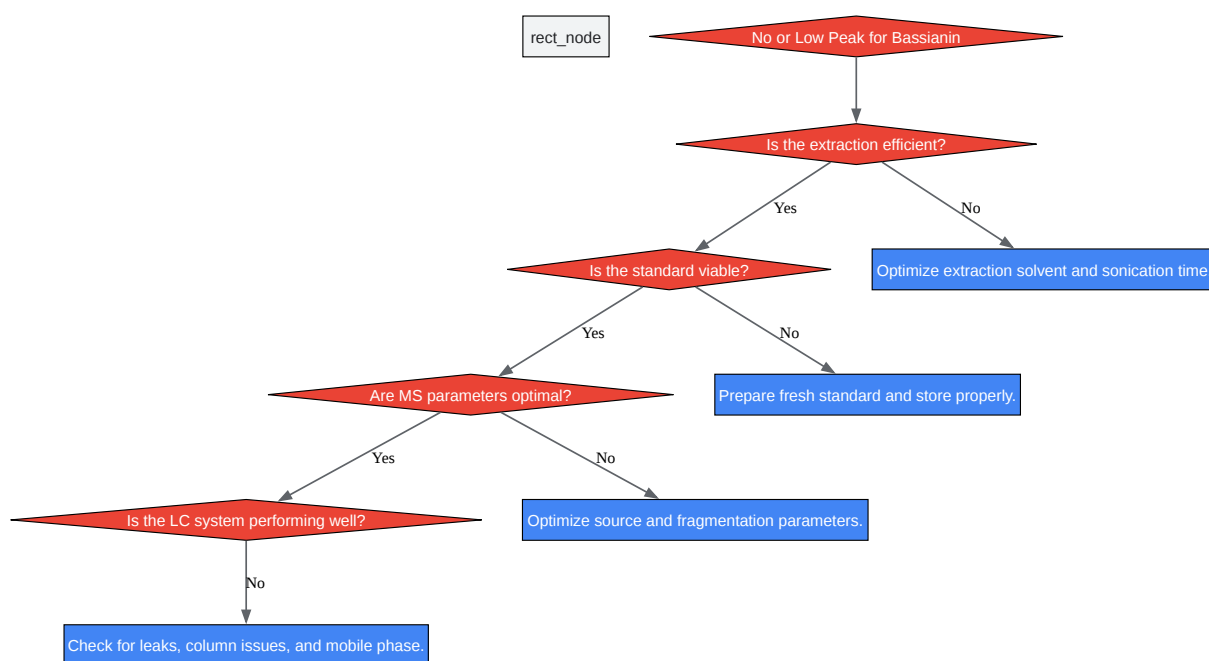 rect_node
No or Low Peak for Bassianin
Is the extraction efficient?
Yes
No
Is the standard viable?
Optimize extraction solvent and sonication time
Yes
No
Are MS parameters optimal?
Prepare fresh standard and store properly.
Yes
No
Is the LC system performing well?
Optimize source and fragmentation parameters.
No
Check for leaks, column issues, and mobile phase.